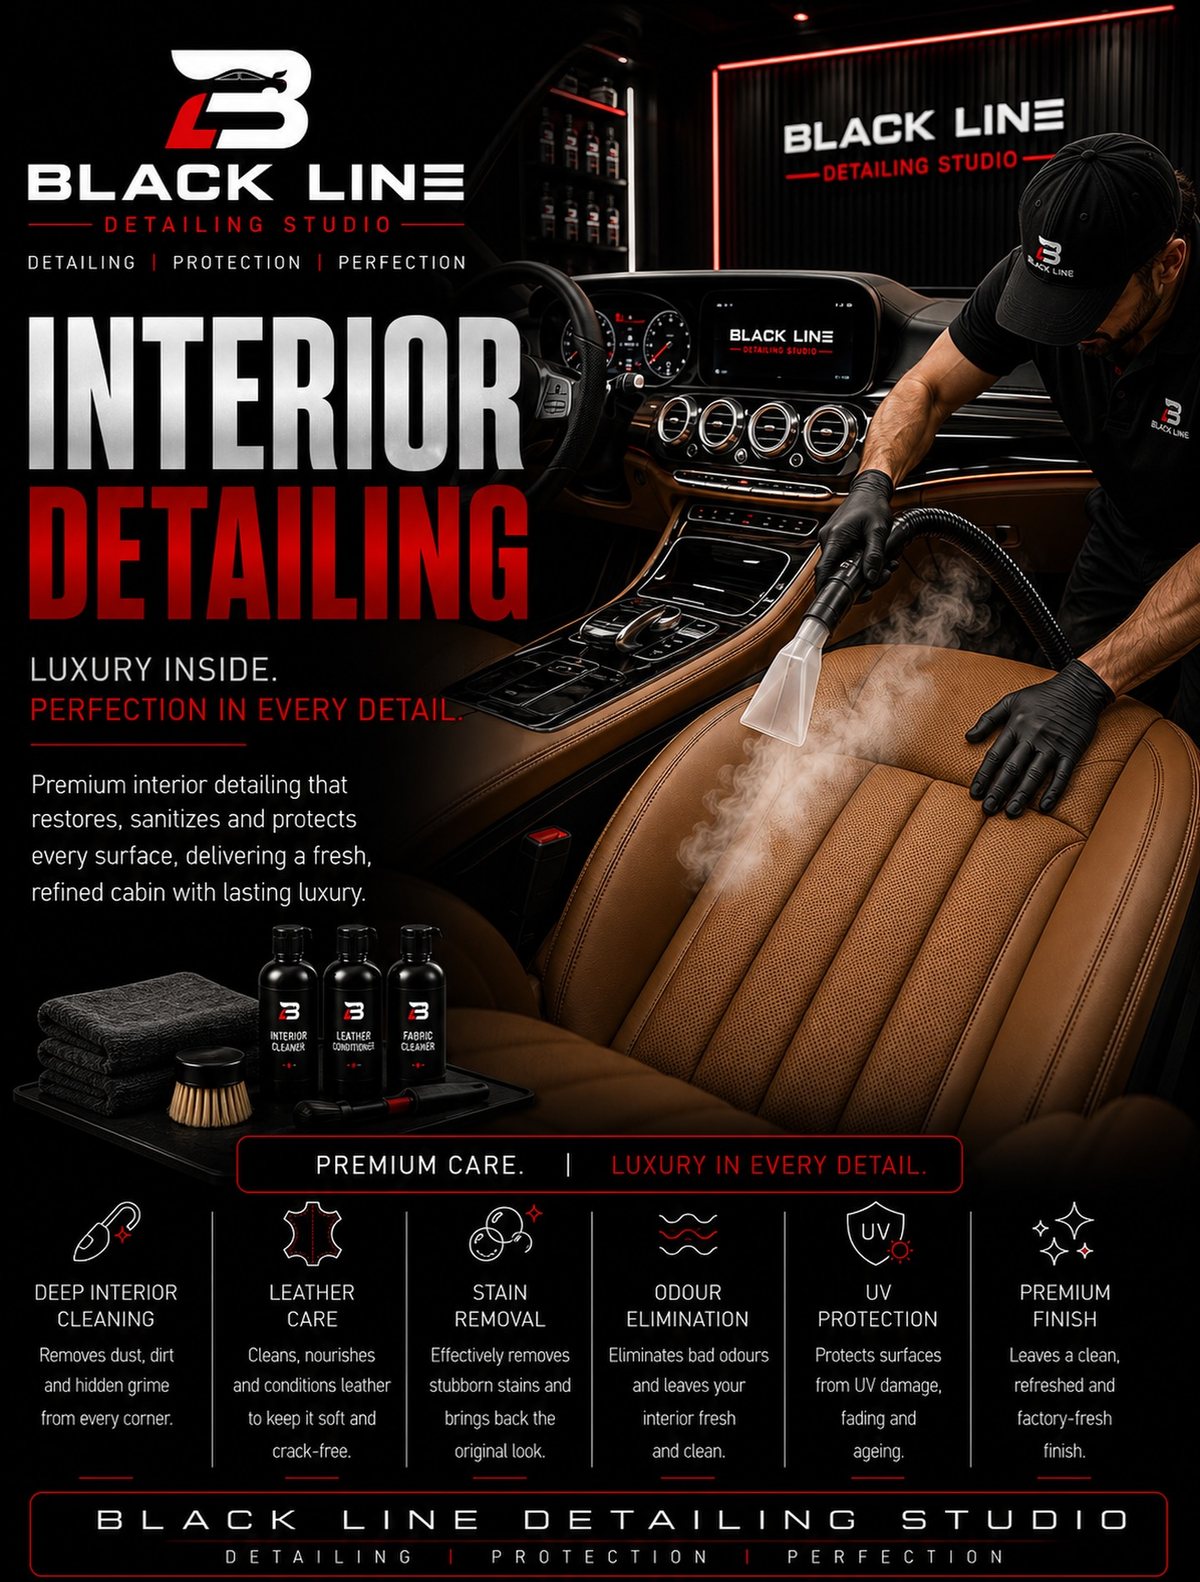 BLACK LINE
DETAILING STUDIO
DETAILING | PROTECTION | PERFECTION
BLACK LINE
DETAILING STUDIO
BLACK LINE
BLACK LINE
DETAILING STUDIO
BLACK LINE
INTERIOR
DETAILING
LUXURY INSIDE.
PERFECTION IN EVERY DETAIL.
Premium interior detailing that
restores, sanitizes and protects
every surface, delivering a fresh,
refined cabin with lasting luxury.
INTERIOR
CLEANER
LEATHER
CONDITIONER
FABRIC
CLEANER
PREMIUM CARE. | LUXURY IN EVERY DETAIL.
DEEP INTERIOR
CLEANING
Removes dust, dirt
and hidden grime
from every corner.
LEATHER
CARE
Cleans, nourishes
and conditions leather
to keep it soft and
crack-free.
STAIN
REMOVAL
Effectively removes
stubborn stains and
brings back the
original look.
ODOUR
ELIMINATION
Eliminates bad odours
and leaves your
interior fresh
and clean.
UV
UV
PROTECTION
Protects surfaces
from UV damage,
fading and
ageing.
PREMIUM
FINISH
Leaves a clean,
refreshed and
factory-fresh
finish.
BLACK LINE DETAILING STUDIO
DETAILING | PROTECTION | PERFECTION